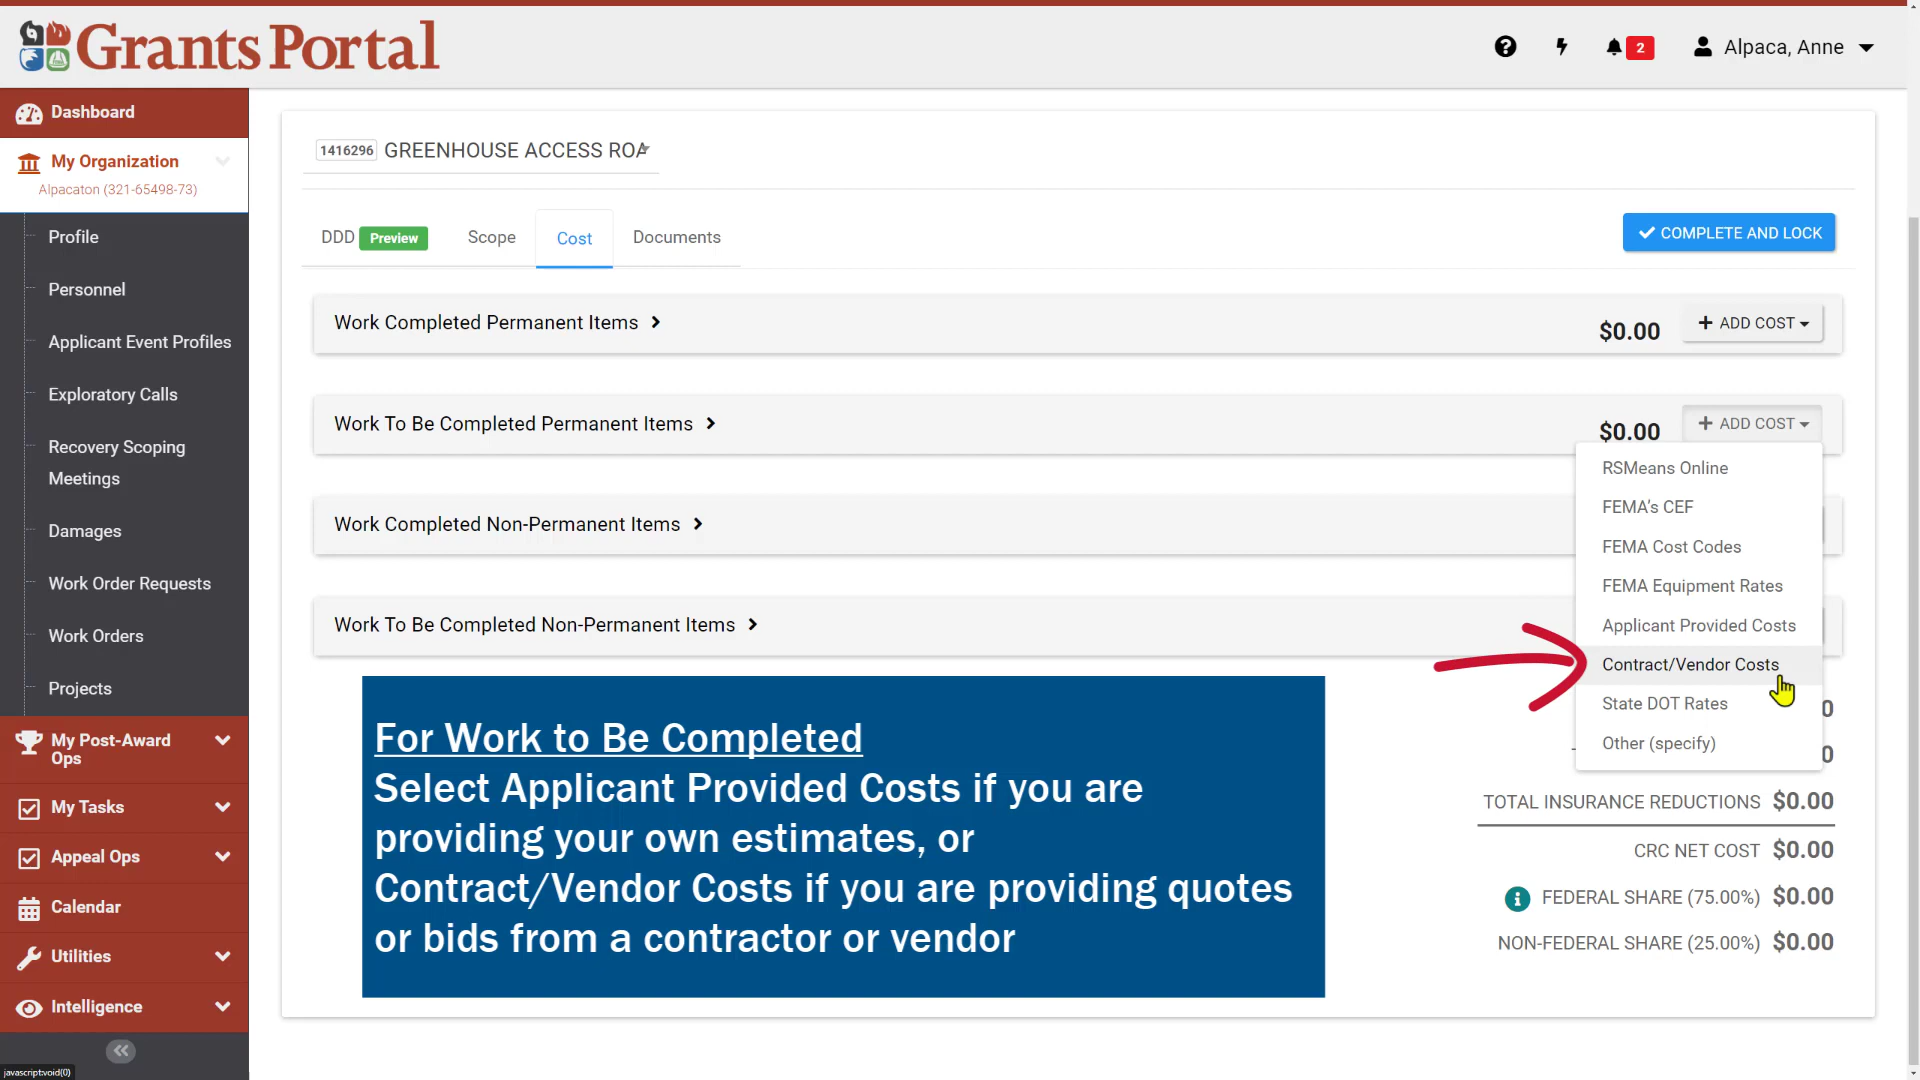 Grants Portal
2
Alpaca, Anne
Dashboard
My Organization
Alpacaton (321-65498-73)
Profile
Personnel
Applicant Event Profiles
Exploratory Calls
Recovery Scoping
Meetings
Damages
Work Order Requests
Work Orders
Projects
My Post-Award
Ops
My Tasks
Appeal Ops
Calendar
Utilities
Intelligence
javascript:void(0)
1416296 GREENHOUSE ACCESS ROA
DDD Preview Scope Cost Documents
COMPLETE AND LOCK
Work Completed Permanent Items
$0.00 ADD COST
Work To Be Completed Permanent Items
$0.00 ADD COST
Work Completed Non-Permanent Items
Work To Be Completed Non-Permanent Items
RSMeans Online
FEMA's CEF
FEMA Cost Codes
FEMA Equipment Rates
Applicant Provided Costs
Contract/Vendor Costs
State DOT Rates
Other (specify)
For Work to Be Completed
Select Applicant Provided Costs if you are
providing your own estimates, or
Contract/Vendor Costs if you are providing quotes
or bids from a contractor or vendor
0
0
TOTAL INSURANCE REDUCTIONS $0.00
CRC NET COST $0.00
FEDERAL SHARE (75.00%) $0.00
NON-FEDERAL SHARE (25.00%) $0.00